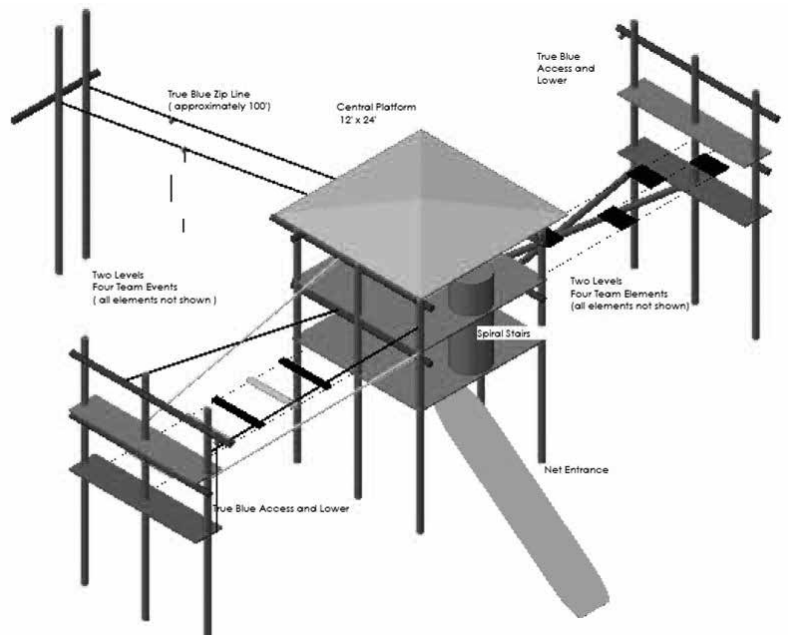 True Blue Zip Line
( approximately 100')
Central Platform
12' x 24'
True Blue
Access and
Lower
Two Levels
Four Team Events
( all elements not shown )
Two Levels
Four Team Elements
(all elements not shown)
Spiral Stairs
Net Entrance
True Blue Access and Lower